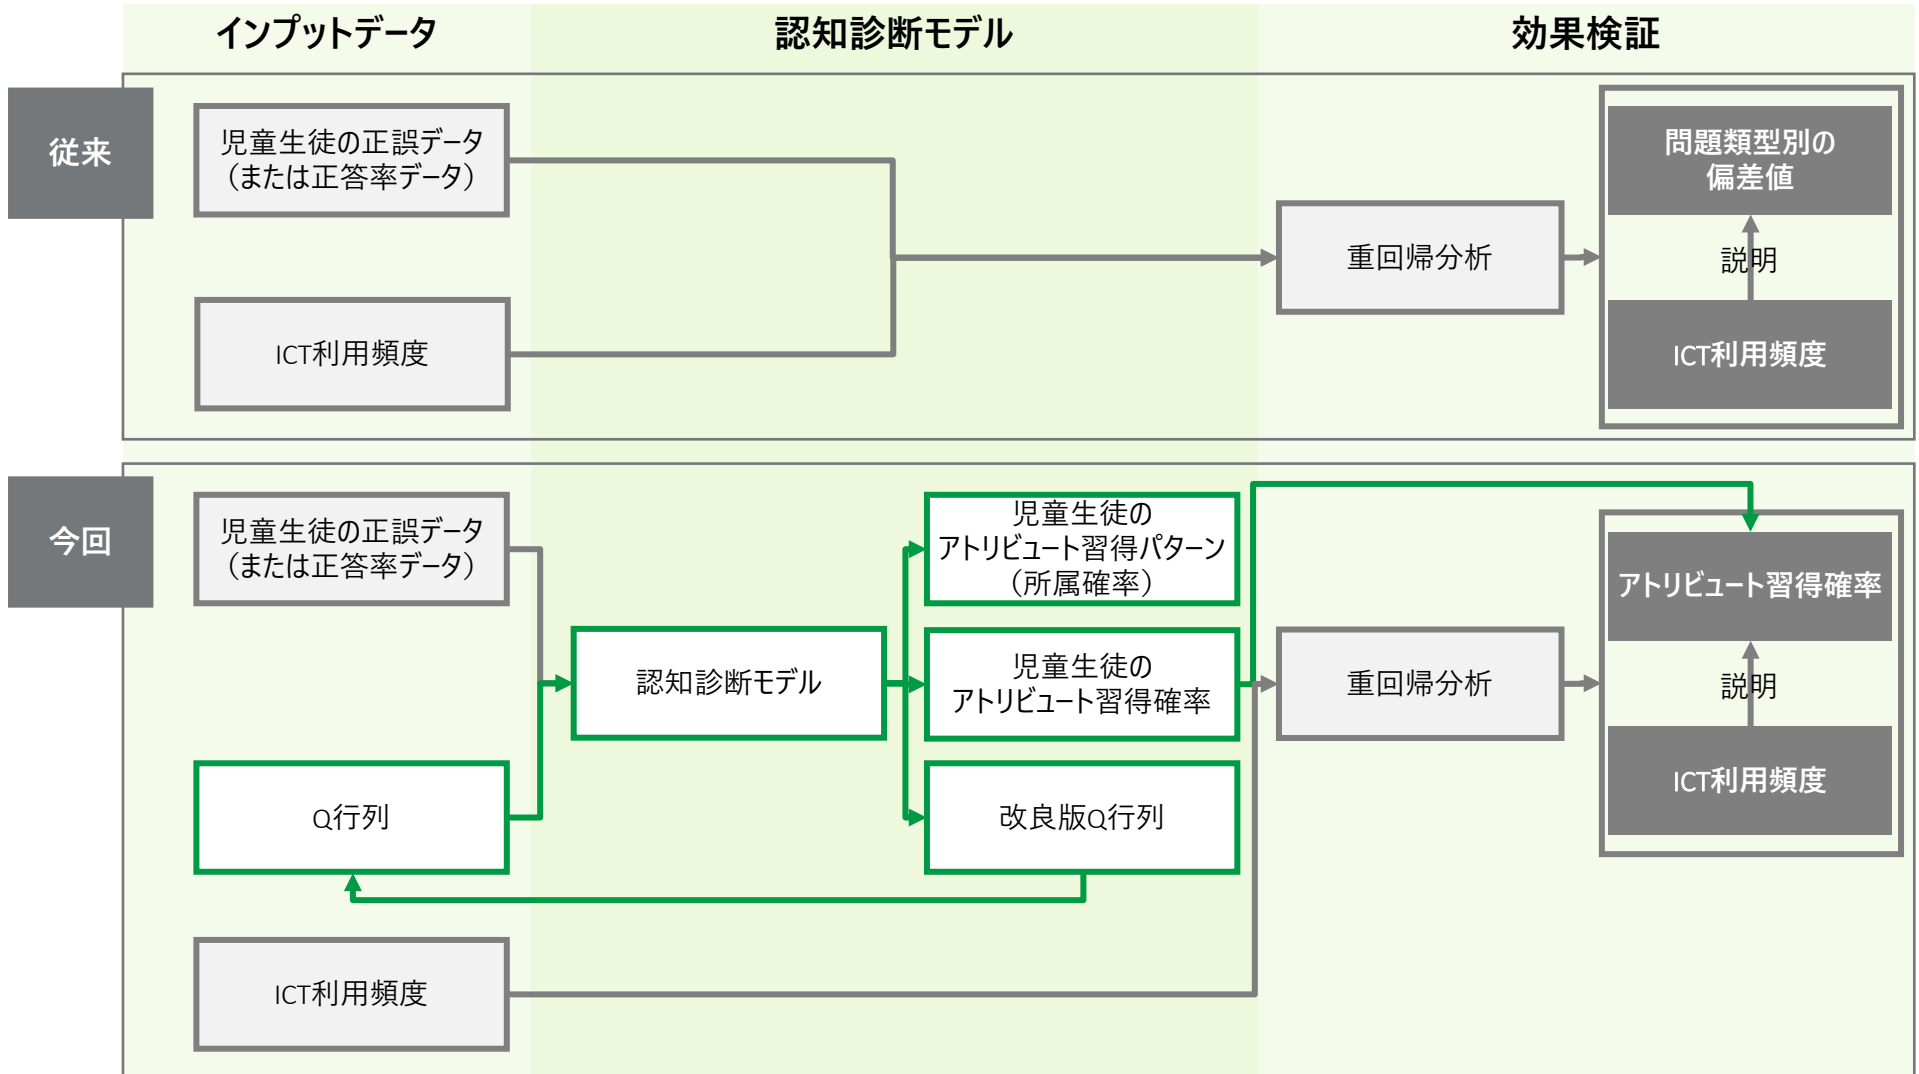 インプットデータ
認知診断モデル
効果検証
従来
児童生徒の正誤データ
（または正答率データ）
ICT利用頻度
重回帰分析
問題類型別の
偏差値
説明
ICT利用頻度
今回
児童生徒の正誤データ
（または正答率データ）
Q行列
ICT利用頻度
認知診断モデル
児童生徒の
アトリビュート習得パターン
（所属確率）
児童生徒の
アトリビュート習得確率
改良版Q行列
重回帰分析
アトリビュート習得確率
説明
ICT利用頻度